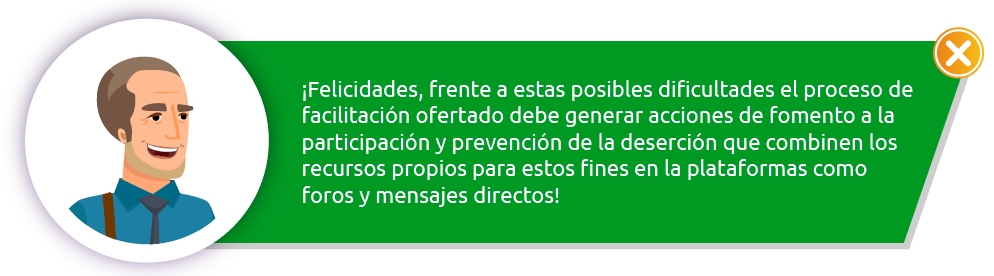 ¡Felicidades, frente a estas posibles dificultades el proceso de
facilitación ofertado debe generar acciones de fomento a la
participación y prevención de la deserción que combinen los
recursos propios para estos fines en la plataformas como
foros y mensajes directos!